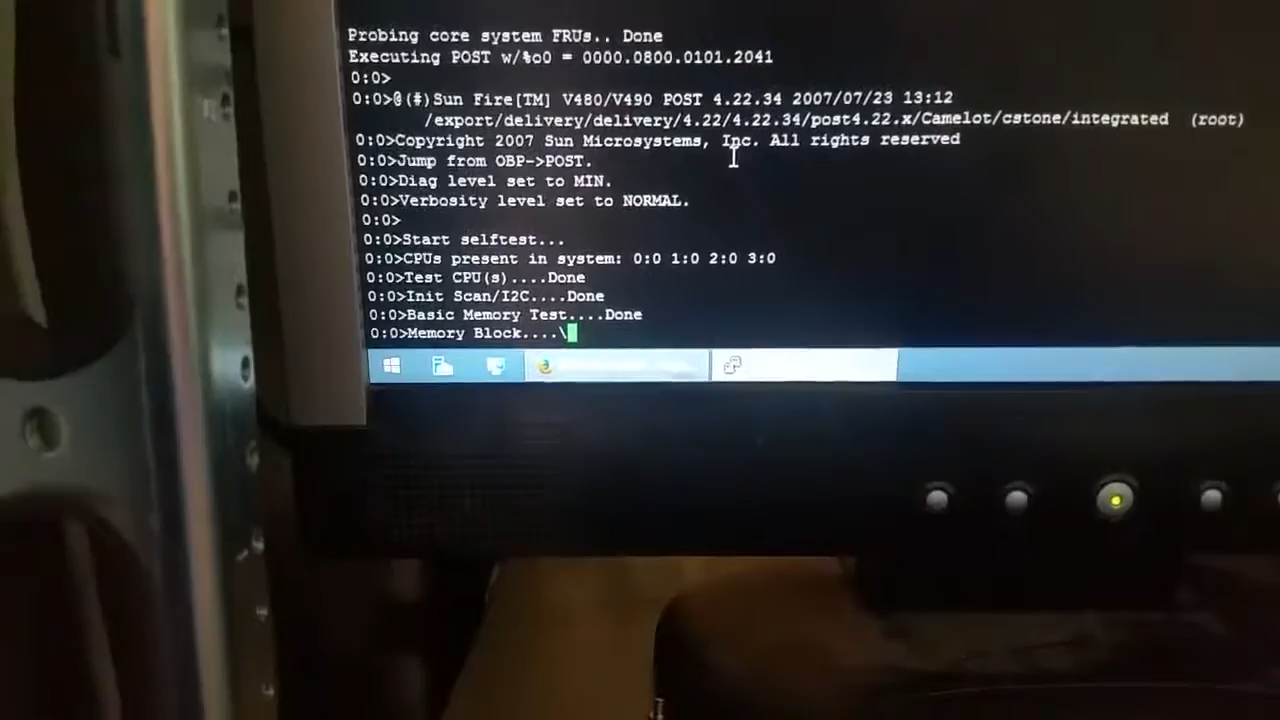 Probing core system FRUs.. Done
Executing POST w/%o0 = 0000.0800.0101.2041
0:0>
0:0>@(#)Sun Fire[TM] V480/V490 POST 4.22.34 2007/07/23 13:12
/export/delivery/delivery/4.22/4.22.34/post4.22.x/Camelot/cstone/integrated (root)
0:0>Copyright 2007 Sun Microsystems, Inc. All rights reserved
0:0>Jump from OBP->POST.
0:0>Diag level set to MIN.
0:0>Verbosity level set to NORMAL.
0:0>
0:0>Start selftest...
0:0>CPUs present in system: 0:0 1:0 2:0 3:0
0:0>Test CPU(s)....Done
0:0>Init Scan/I2C....Done
0:0>Basic Memory Test....Done
0:0>Memory Block....\